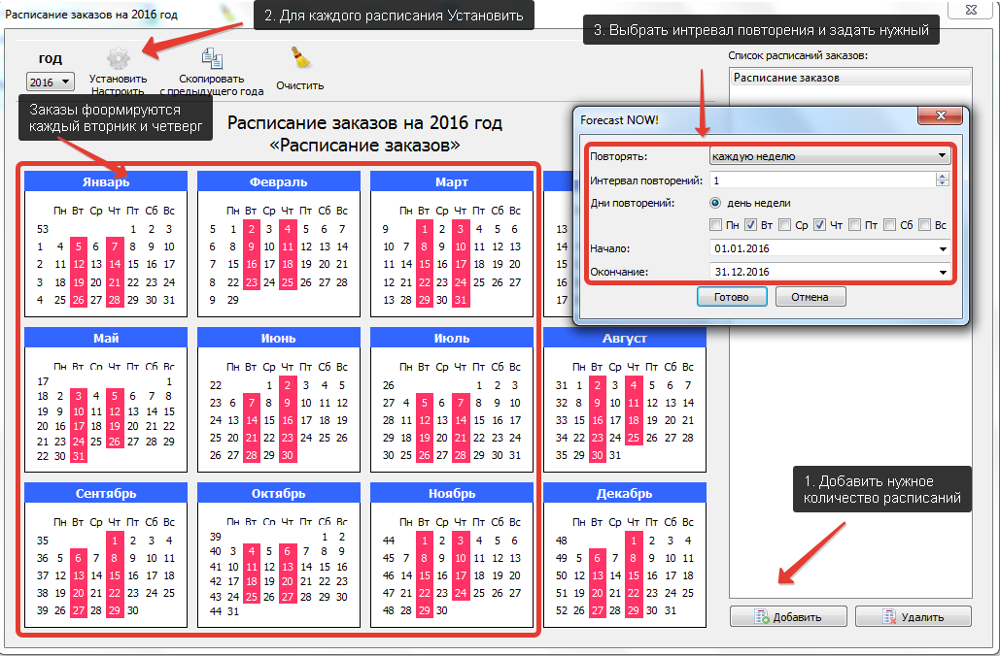 Расписание заказов на 2016 год
2. Для каждого расписания Установить
3. Выбрать интревал повторения и задать нужный
год
2016
Установить
Настроить
Скопировать
с предыдущего года
Очистить
Список расписаний заказов:
Расписание заказов
Заказы фоормируются
каждый вторник и четверг
Расписание заказов на 2016 год
«Расписание заказов»
Forecast NOW!
Повторять: каждую неделю
Интервал повторений: 1
Дни повторений: день недели
Пн Вт Ср Чт Пт Сб Вс
Начало: 01.01.2016
Окончание: 31.12.2016
Готово Отмена
Январь
Пн Вт Ср Чт Пт Сб Вс
53 1 2 3
1 4 5 6 7 8 9 10
2 11 12 13 14 15 16 17
3 18 19 20 21 22 23 24
4 25 26 27 28 29 30 31
Февраль
Пн Вт Ср Чт Пт Сб Вс
5 1 2 3 4 5 6 7
6 8 9 10 11 12 13 14
7 15 16 17 18 19 20 21
8 22 23 24 25 26 27 28
9 29
Март
Пн Вт Ср Чт Пт Сб Вс
9 1 2 3 4 5 6
10 7 8 9 10 11 12 13
11 14 15 16 17 18 19 20
12 21 22 23 24 25 26 27
13 28 29 30 31
13
14
15
16
17
Май
Пн Вт Ср Чт Пт Сб Вс
17 1
18 2 3 4 5 6 7 8
19 9 10 11 12 13 14 15
20 16 17 18 19 20 21 22
21 23 24 25 26 27 28 29
22 30 31
Июнь
Пн Вт Ср Чт Пт Сб Вс
22 1 2 3 4 5
23 6 7 8 9 10 11 12
24 13 14 15 16 17 18 19
25 20 21 22 23 24 25 26
26 27 28 29 30
Июль
Пн Вт Ср Чт Пт Сб Вс
26 1 2 3
27 4 5 6 7 8 9 10
28 11 12 13 14 15 16 17
29 18 19 20 21 22 23 24
30 25 26 27 28 29 30 31
Август
Пн Вт Ср Чт Пт Сб Вс
31 1 2 3 4 5 6 7
32 8 9 10 11 12 13 14
33 15 16 17 18 19 20 21
34 22 23 24 25 26 27 28
35 29 30 31
Сентябрь
Пн Вт Ср Чт Пт Сб Вс
35 1 2 3 4
36 5 6 7 8 9 10 11
37 12 13 14 15 16 17 18
38 19 20 21 22 23 24 25
39 26 27 28 29 30
Октябрь
Пн Вт Ср Чт Пт Сб Вс
39 1 2
40 3 4 5 6 7 8 9
41 10 11 12 13 14 15 16
42 17 18 19 20 21 22 23
43 24 25 26 27 28 29 30
44 31
Ноябрь
Пн Вт Ср Чт Пт Сб Вс
44 1 2 3 4 5 6
45 7 8 9 10 11 12 13
46 14 15 16 17 18 19 20
47 21 22 23 24 25 26 27
48 28 29 30
Декабрь
Пн Вт Ср Чт Пт Сб Вс
48 1 2 3 4
49 5 6 7 8 9 10 11
50 12 13 14 15 16 17 18
51 19 20 21 22 23 24 25
52 26 27 28 29 30 31
1. Добавить нужное
количество расписаний
Добавить Удалить